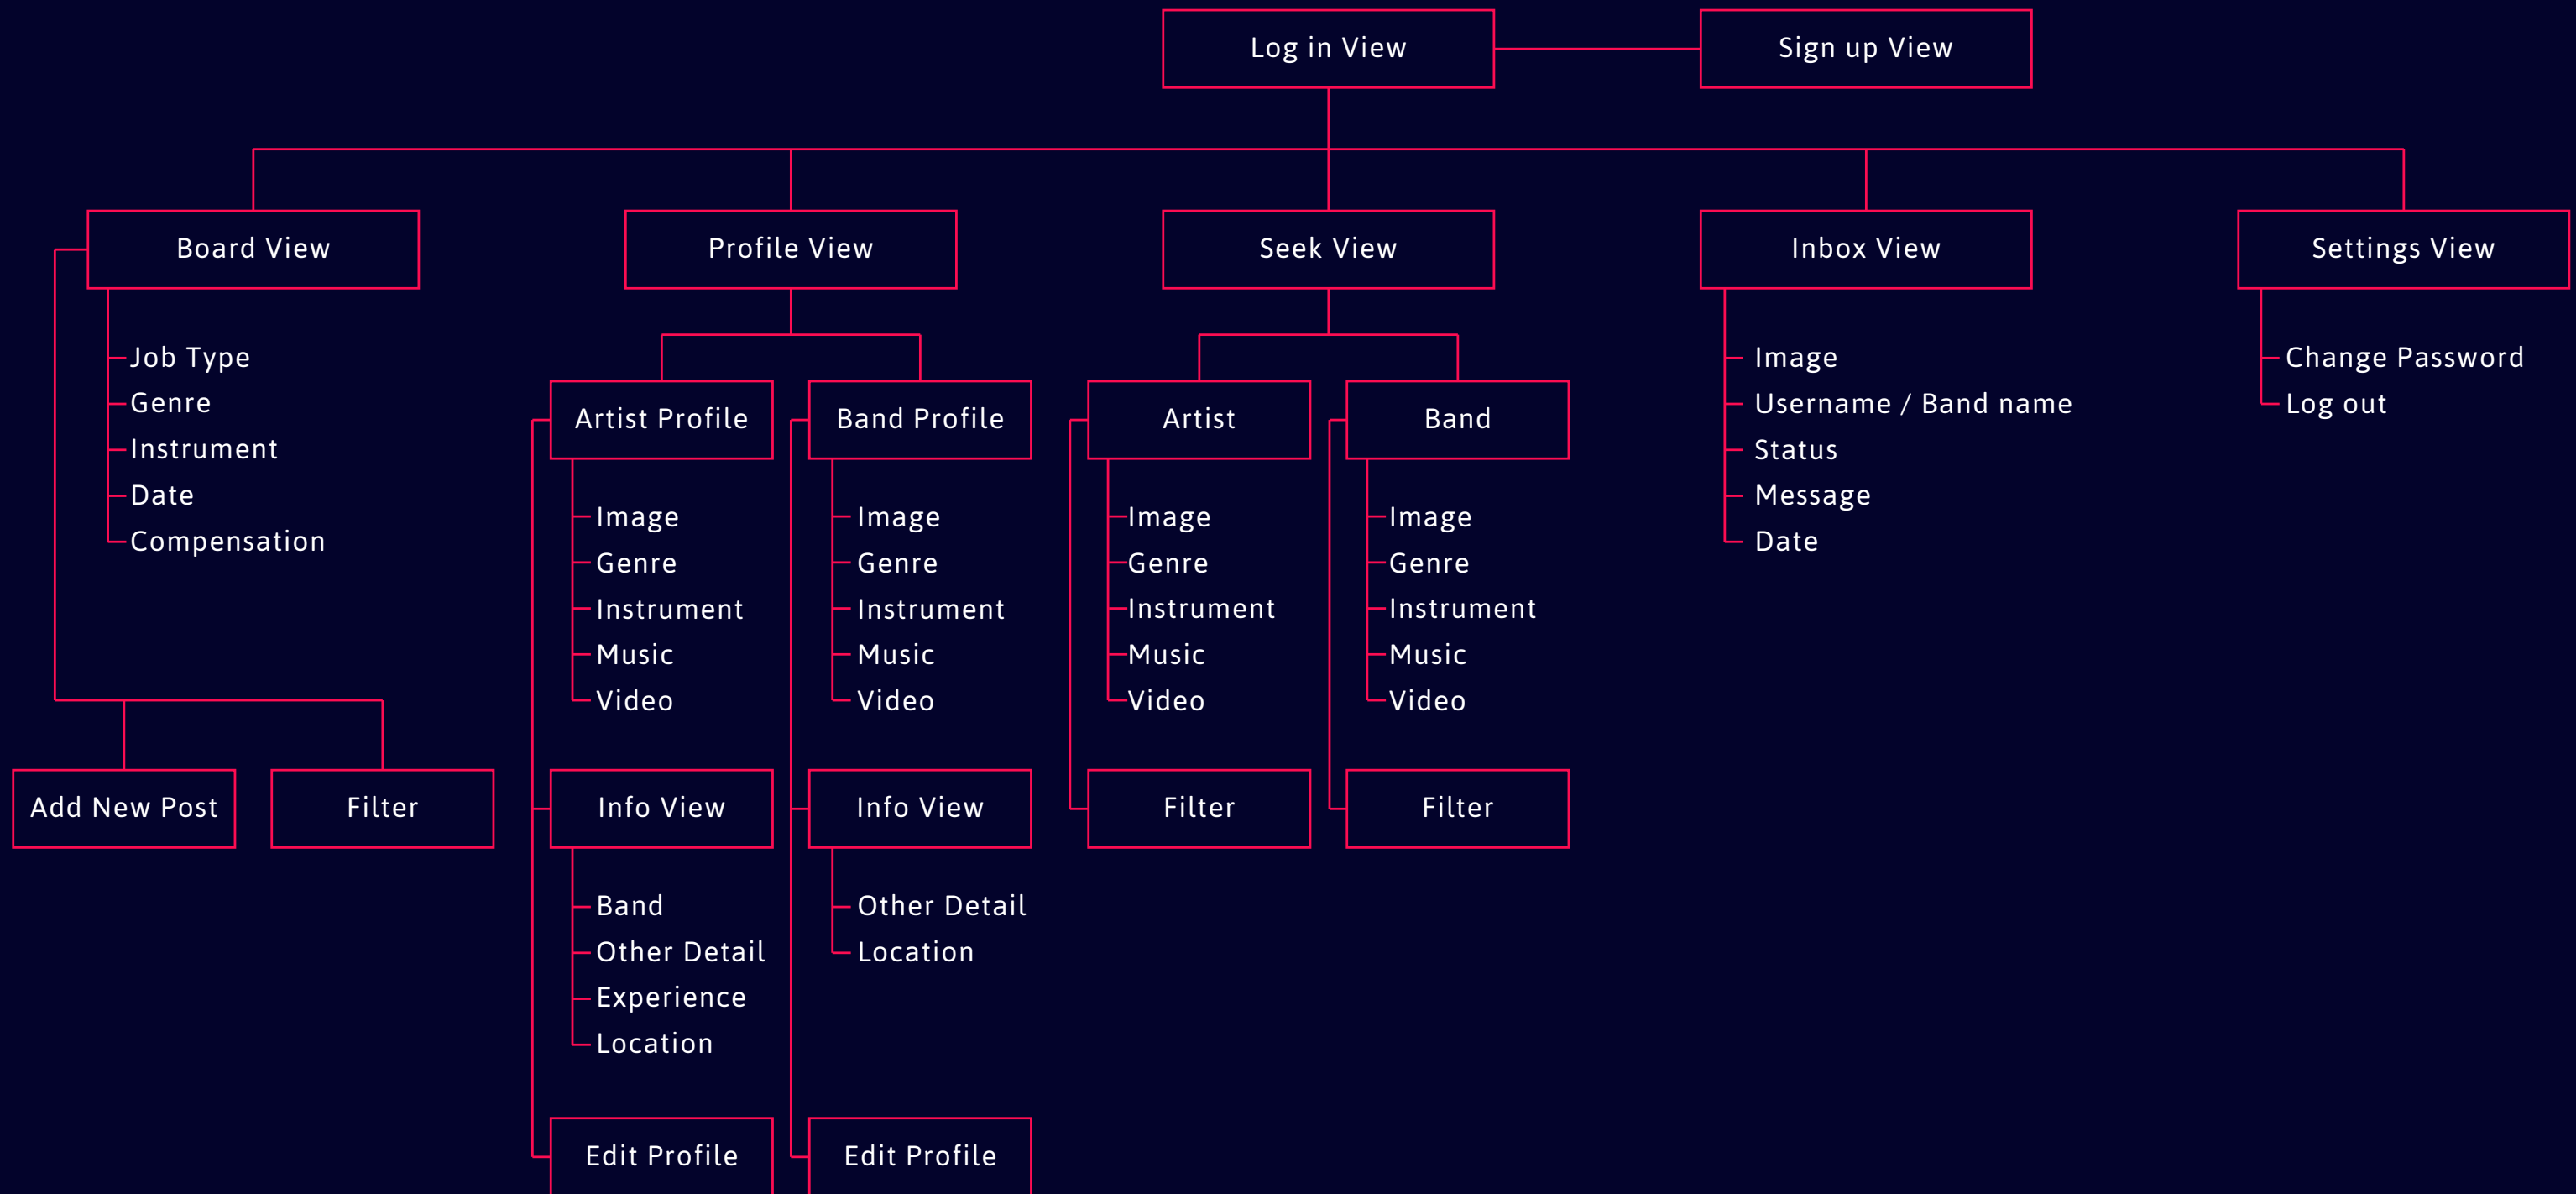 Log in View
Sign up View
Board View
Profile View
Seek View
Inbox View
Settings View
Job Type
Genre
Instrument
Date
Compensation
Add New Post
Filter
Artist Profile
Image
Genre
Instrument
Music
Video
Info View
Band
Other Detail
Experience
Location
Edit Profile
Band Profile
Image
Genre
Instrument
Music
Video
Info View
Other Detail
Location
Edit Profile
Artist
Image
Genre
Instrument
Music
Video
Filter
Band
Image
Genre
Instrument
Music
Video
Filter
Image
Username / Band name
Status
Message
Date
Change Password
Log out